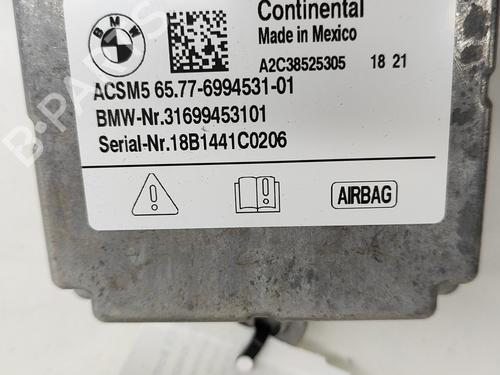 BMW
Continental
Made in Mexico
A2C38525305 18 21
ACSM5 65.77-6994531-01
BMW-Nr.31699453101
Serial-Nr.18B1441C0206
AIRBAG
B-PARTS